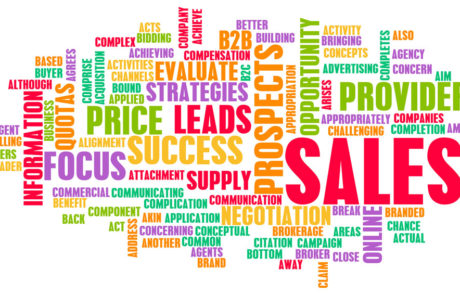 ACTS
BIDDING
COMPANY
ACHIEVE
BETTER
BUILDING
B2B
OPPORTUNITY
ACTIVITY
BRINGING
CONCEPTS
ALSO
COMPLETES
AGENCY
CONCERN
ADVERTISING
AIM
COMPLEX
ACHIEVING
COMPENSATION
BASED
BUYER
AGREES
ALTHOUGH
COMPRISE
ACQUISITION
ACTIVITIES
CHANNELS
BOUND
APPLIED
EVALUATE
B2C
STRATEGIES
PROSPECTS
APPROPRIATION
ARISES
PROVIDER
INFORMATION
BUSINESS
QUOTAS
PRICE
LEADS
APPROPRIATELY
COMPANIES
CHALLENGING
COMPLETION
AMPLY
ALIGNMENT
SUCCESS
FOCUS
ATTACHMENT
SUPPLY
SALES
COMMERCIAL
COMMUNICATING
COMMUNICATION
BENEFIT
COMPLICATION
NEGOTIATION
BREAK
BRANDED
BACK
COMPONENT
AKIN
APPLICATION
ONLINE
CHANCE
ACT
ADDRESS
CONCERNING
CONCEPTUAL
BROKERAGE
AREAS
ACTUAL
ANOTHER
COMMON
CITATION
CAMPAIGN
AGENTS
BOTTOM
BROKER
CLOSE
BRAND
AWAY
CLAIM